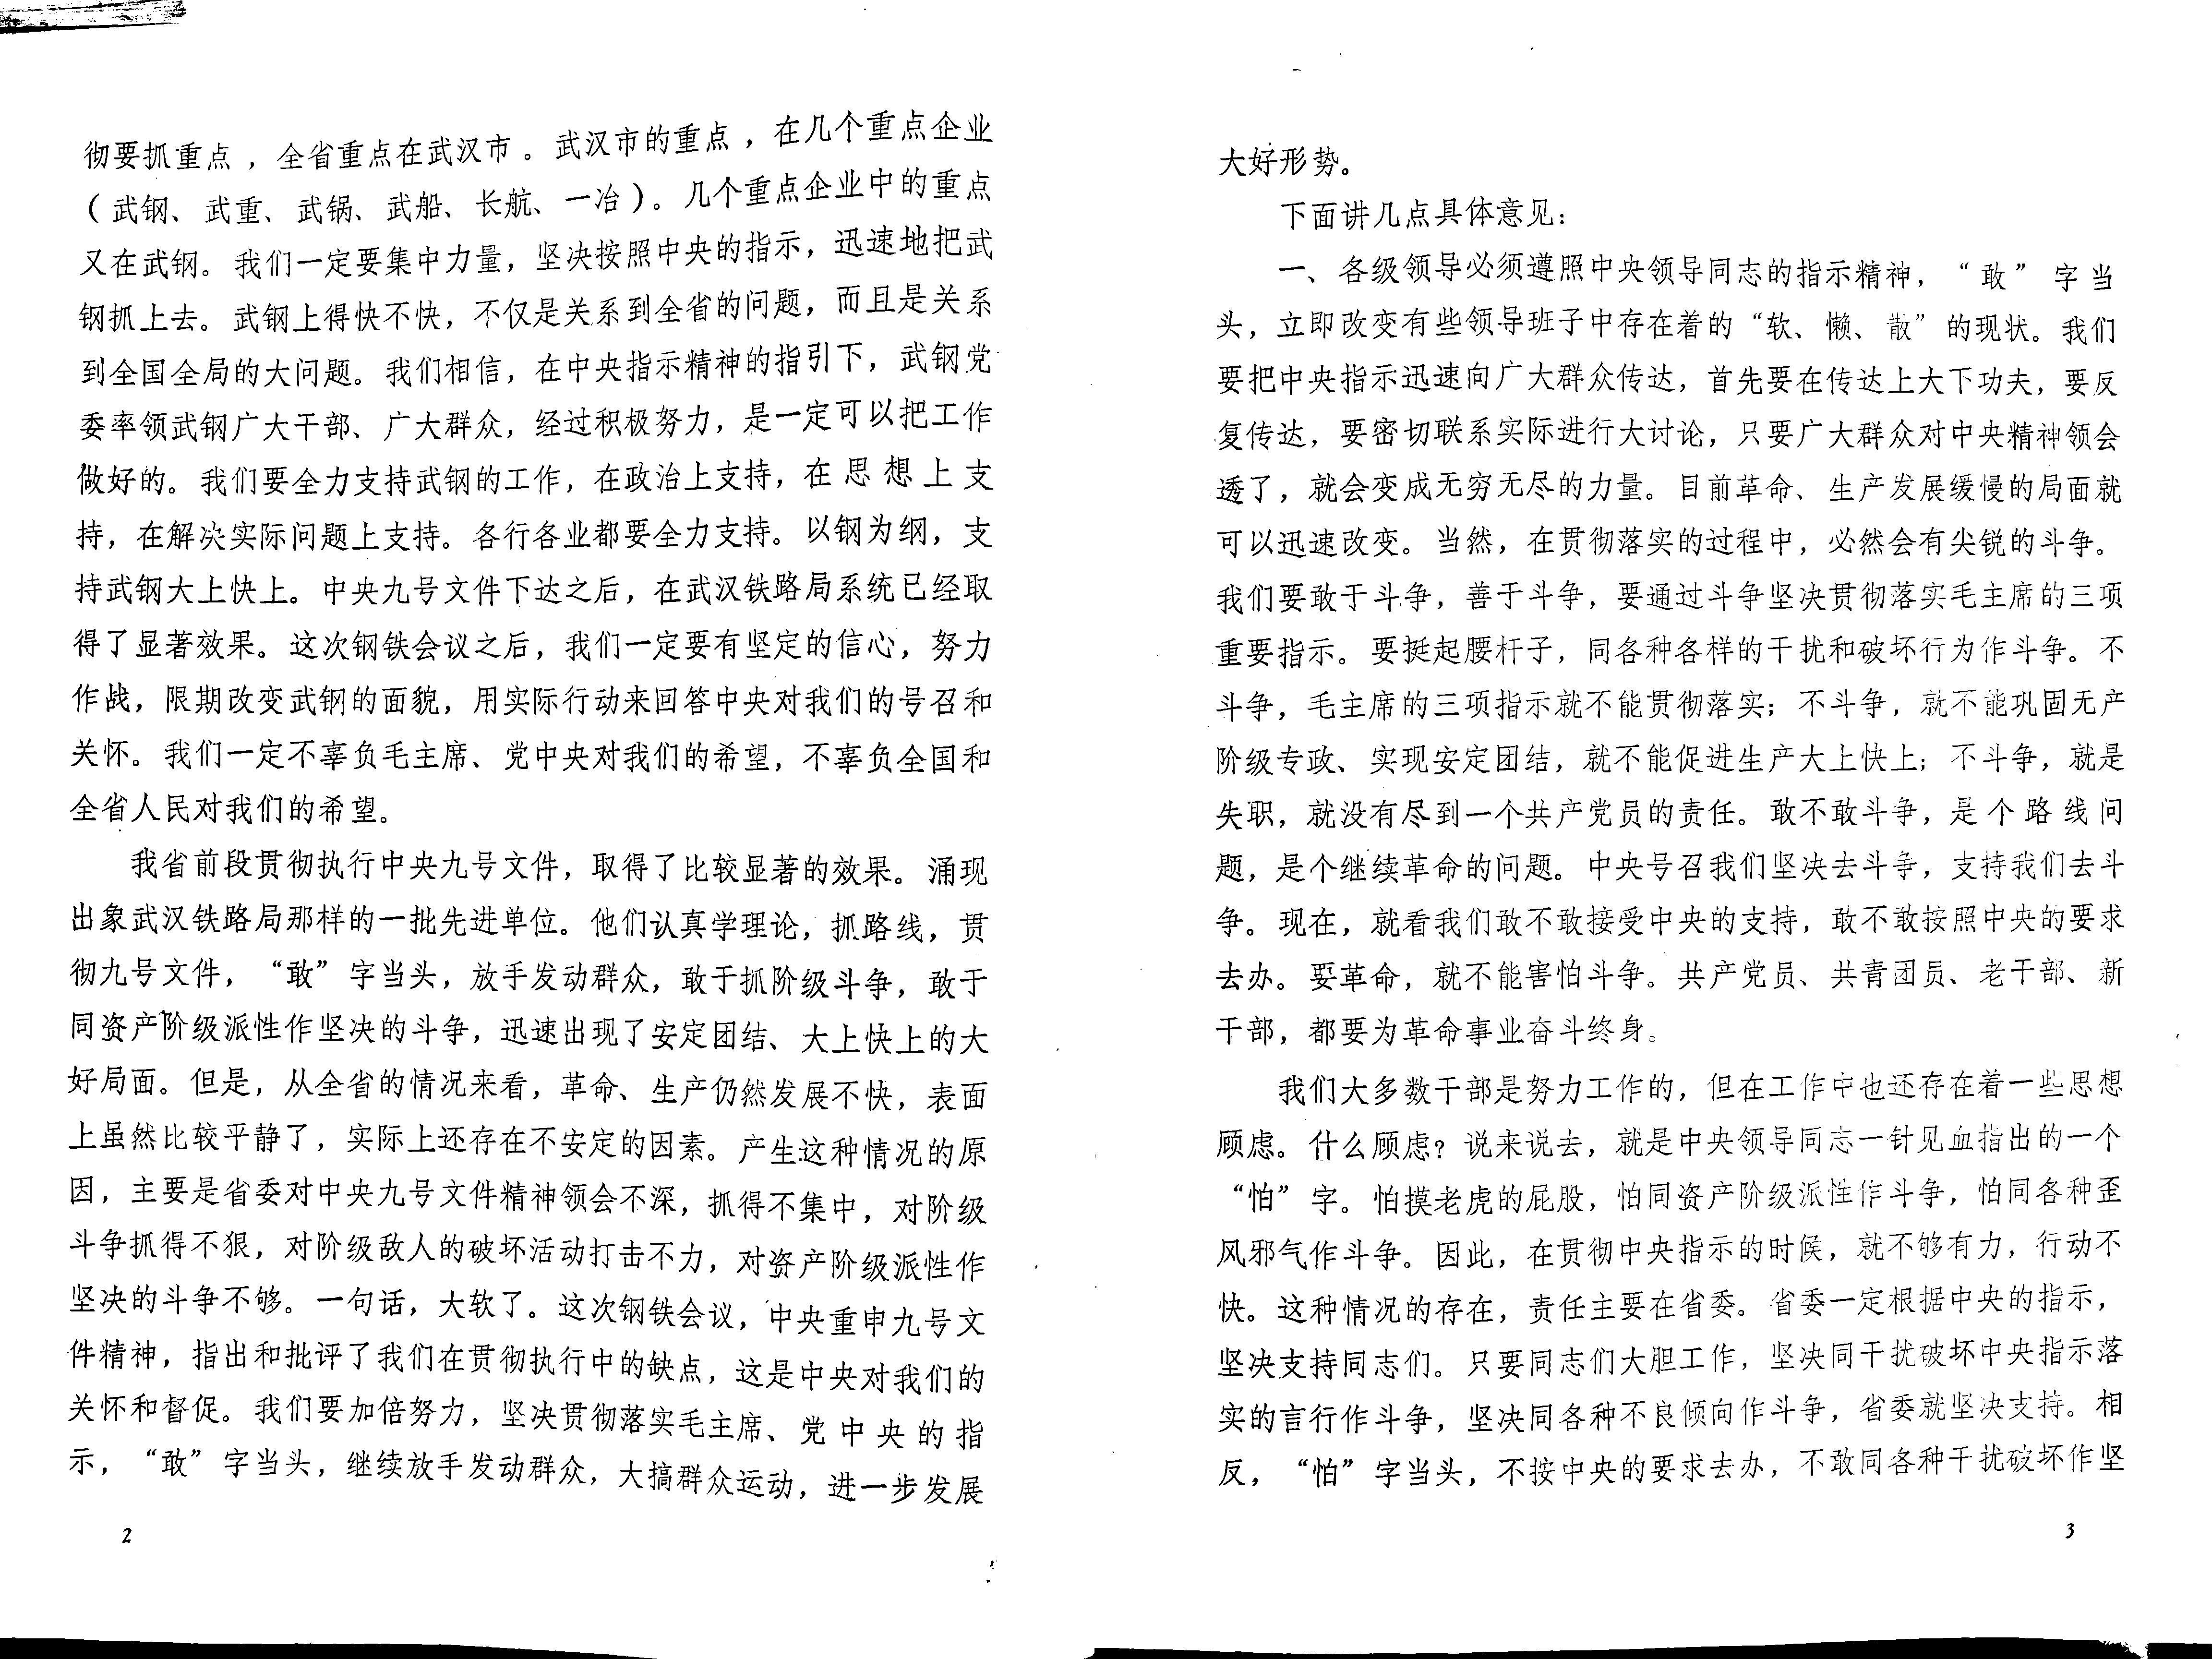 彻要抓重点，全省重点在武汉市。武汉市的重点，在几个重点企业
（武钢、武重、武锅、武船、长航、一冶）。几个重点企业中的重点
又在武钢。我们一定要集中力量，坚决按照中央的指示，迅速地把武
钢抓上去。武钢上得快不快，不仅是关系到全省的问题，而且是关系
到全国全局的大问题。我们相信，在中央指示精神的指引下，武钢党
委率领武钢广大干部、广大群众，经过积极努力，是一定可以把工作
做好的。我们要全力支持武钢的工作，在政治上支持，在思想上支
持，在解决实际问题上支持。各行各业都要全力支持。以钢为纲，支
持武钢大上快上。中央九号文件下达之后，在武汉铁路局系统已经取
得了显著效果。这次钢铁会议之后，我们一定要有坚定的信心，努力
作战，限期改变武钢的面貌，用实际行动来回答中央对我们的号召和
关怀。我们一定不辜负毛主席、党中央对我们的希望，不辜负全国和
全省人民对我们的希望。
我省前段贯彻执行中央九号文件，取得了比较显著的效果。涌现
出象武汉铁路局那样的一批先进单位。他们认真学理论，抓路线，贯
彻九号文件，“敢”字当头，放手发动群众，敢于抓阶级斗争，敢于
同资产阶级派性作坚决的斗争，迅速出现了安定团结、大上快上的大
好局面。但是，从全省的情况来看，革命、生产仍然发展不快，表面
上虽然比较平静了，实际上还存在不安定的因素。产生这种情况的原
因，主要是省委对中央九号文件精神领会不深，抓得不集中，对阶级
斗争抓得不狠，对阶级敌人的破坏活动打击不力，对资产阶级派性作
坚决的斗争不够。一句话，大软了。这次钢铁会议，中央重申九号文
件精神，指出和批评了我们在贯彻执行中的缺点，这是中央对我们的
关怀和督促。我们要加倍努力，坚决贯彻落实毛主席、党中央的指
示，“敢”字当头，继续放手发动群众，大搞群众运动，进一步发展
2
大好形势。
下面讲几点具体意见：
一、各级领导必须遵照中央领导同志的指示精神，“敢”字当
头，立即改变有些领导班子中存在着的“软、懒、散”的现状。我们
要把中央指示迅速向广大群众传达，首先要在传达上大下功夫，要反
复传达，要密切联系实际进行大讨论，只要广大群众对中央精神领会
透了，就会变成无穷无尽的力量。目前革命、生产发展缓慢的局面就
可以迅速改变。当然，在贯彻落实的过程中，必然会有尖锐的斗争。
我们要敢于斗争，善于斗争，要通过斗争坚决贯彻落实毛主席的三项
重要指示。要挺起腰杆子，同各种各样的干扰和破坏行为作斗争。不
斗争，毛主席的三项指示就不能贯彻落实；不斗争，就不能巩固无产
阶级专政、实现安定团结，就不能促进生产大上快上；不斗争，就是
失职，就没有尽到一个共产党员的责任。敢不敢斗争，是个路线问
题，是个继续革命的问题。中央号召我们坚决去斗争，支持我们去斗
争。现在，就看我们敢不敢接受中央的支持，敢不敢按照中央的要求
去办。要革命，就不能害怕斗争。共产党员、共青团员、老干部、新
干部，都要为革命事业奋斗终身。
我们大多数干部是努力工作的，但在工作中也还存在着一些思想
顾虑。什么顾虑？说来说去，就是中央领导同志一针见血指出的一个
“怕”字。怕摸老虎的屁股，怕同资产阶级派性作斗争，怕同各种歪
风邪气作斗争。因此，在贯彻中央指示的时候，就不够有力，行动不
快。这种情况的存在，责任主要在省委。省委一定根据中央的指示，
坚决支持同志们。只要同志们大胆工作，坚决同干扰破坏中央指示落
实的言行作斗争，坚决同各种不良倾向作斗争，省委就坚决支持。相
反，“怕”字当头，不按中央的要求去办，不敢同各种干扰破坏作坚
3